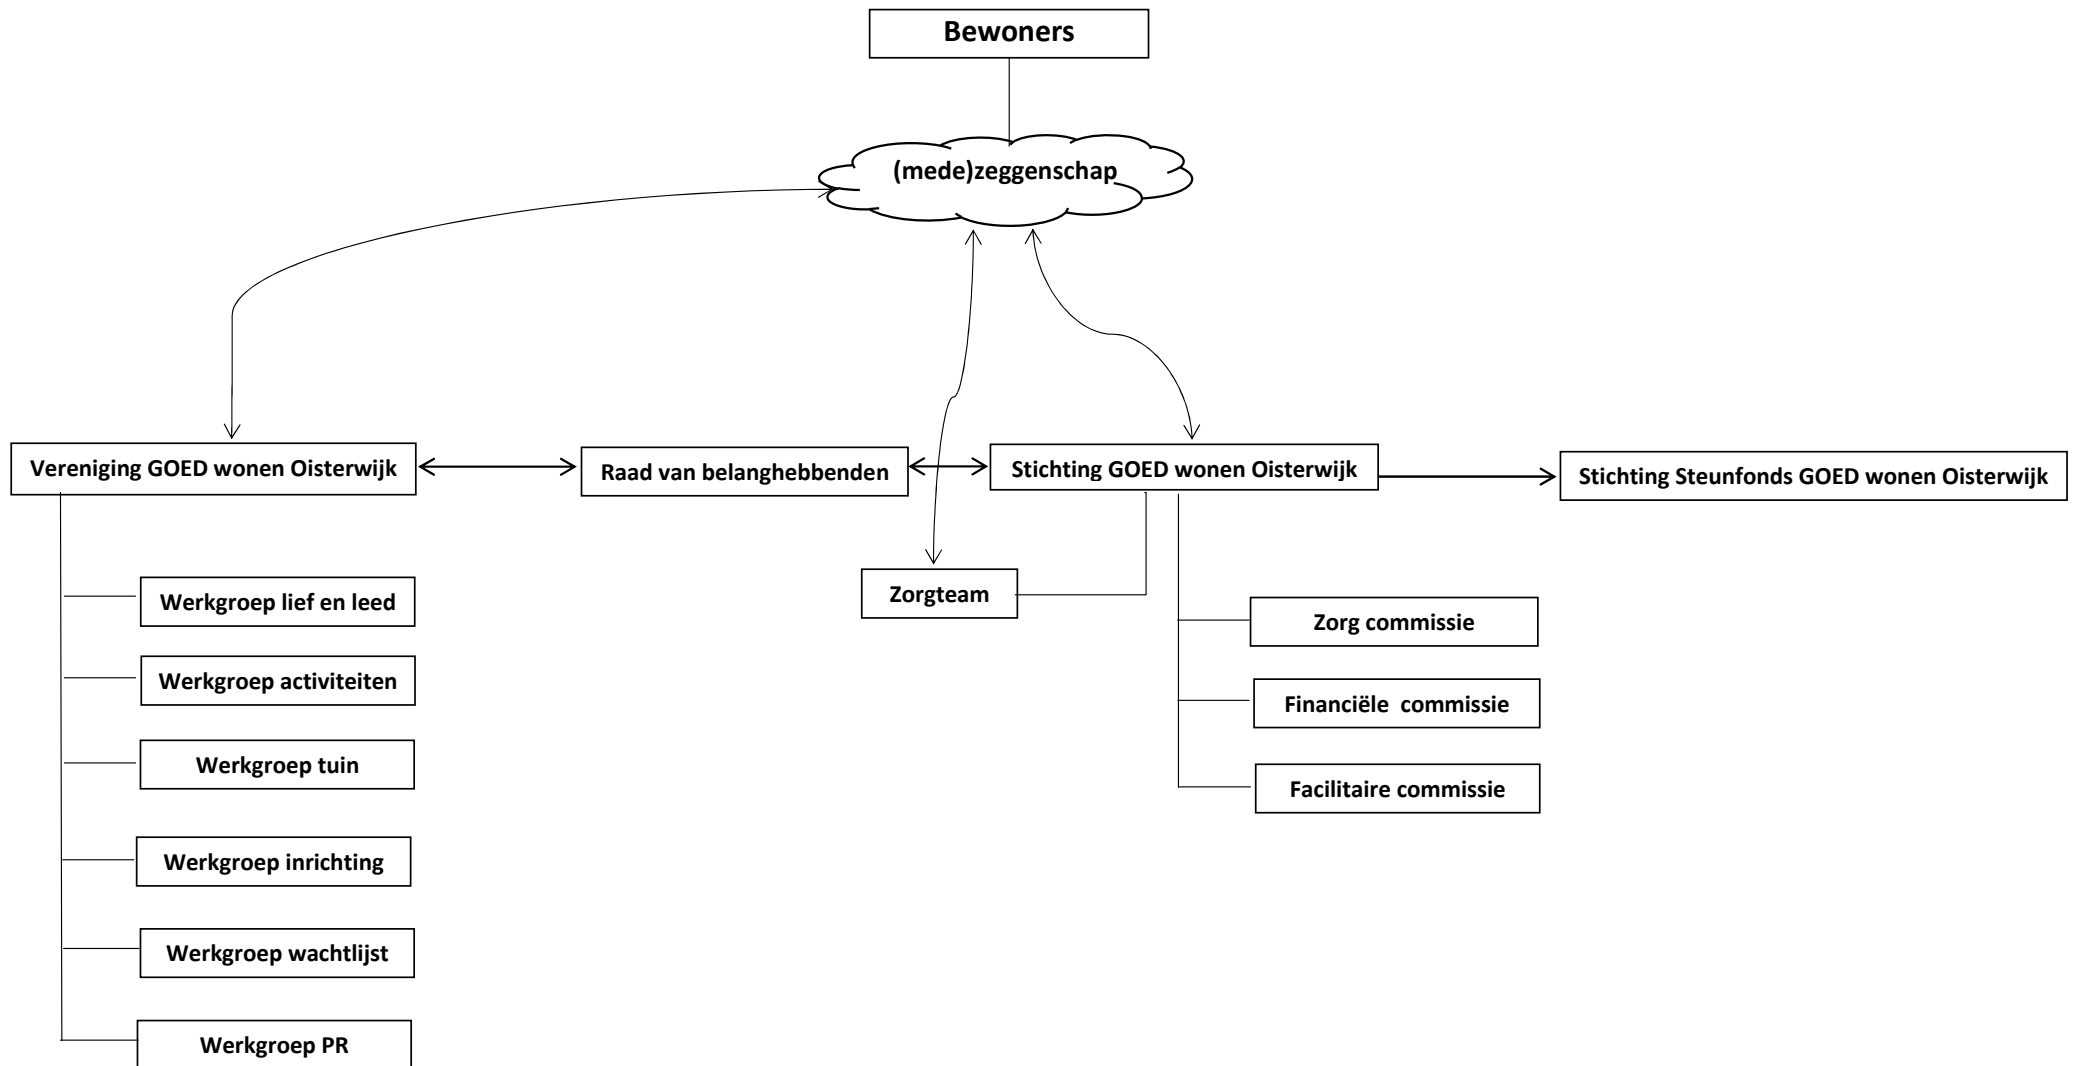 Bewoners
(mede)zeggenschap
Vereniging GOED wonen Oisterwijk
Raad van belanghebbenden
Stichting GOED wonen Oisterwijk
Stichting Steunfonds GOED wonen Oisterwijk
Werkgroep lief en leed
Werkgroep activiteiten
Werkgroep tuin
Werkgroep inrichting
Werkgroep wachtlijst
Werkgroep PR
Zorgteam
Zorg commissie
Financiële  commissie
Facilitaire commissie